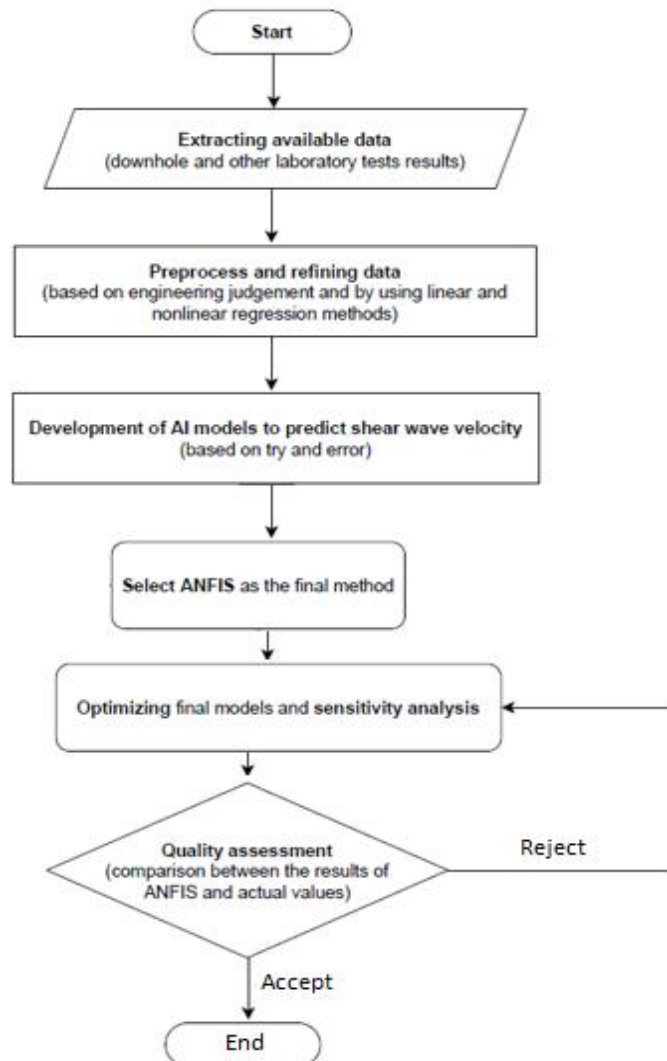 Start
Extracting available data
(downhole and other laboratory tests results)
Preprocess and refining data
(based on engineering judgement and by using linear and
nonlinear regression methods)
Development of AI models to predict shear wave velocity
(based on try and error)
Select ANFIS as the final method
Optimizing final models and sensitivity analysis
Quality assessment
(comparison between the results of
ANFIS and actual values)
Reject
Accept
End